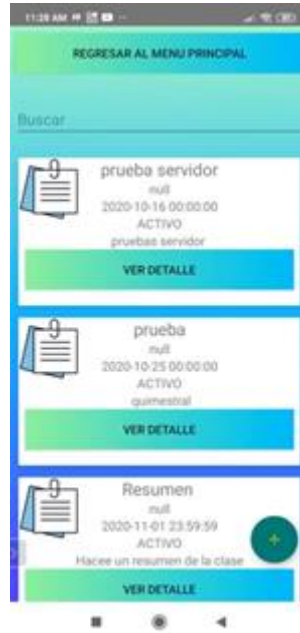 11:28 AM
REGRESAR AL MENU PRINCIPAL
Buscar
prueba servidor
null
2020-10-16 00:00:00
ACTIVO
pruebas servidor
VER DETALLE
prueba
null
2020-10-25 00:00:00
ACTIVO
quimestral
VER DETALLE
Resumen
null
2020-11-01 23:59:59
ACTIVO
Hacee un resumen de la clase
VER DETALLE
+